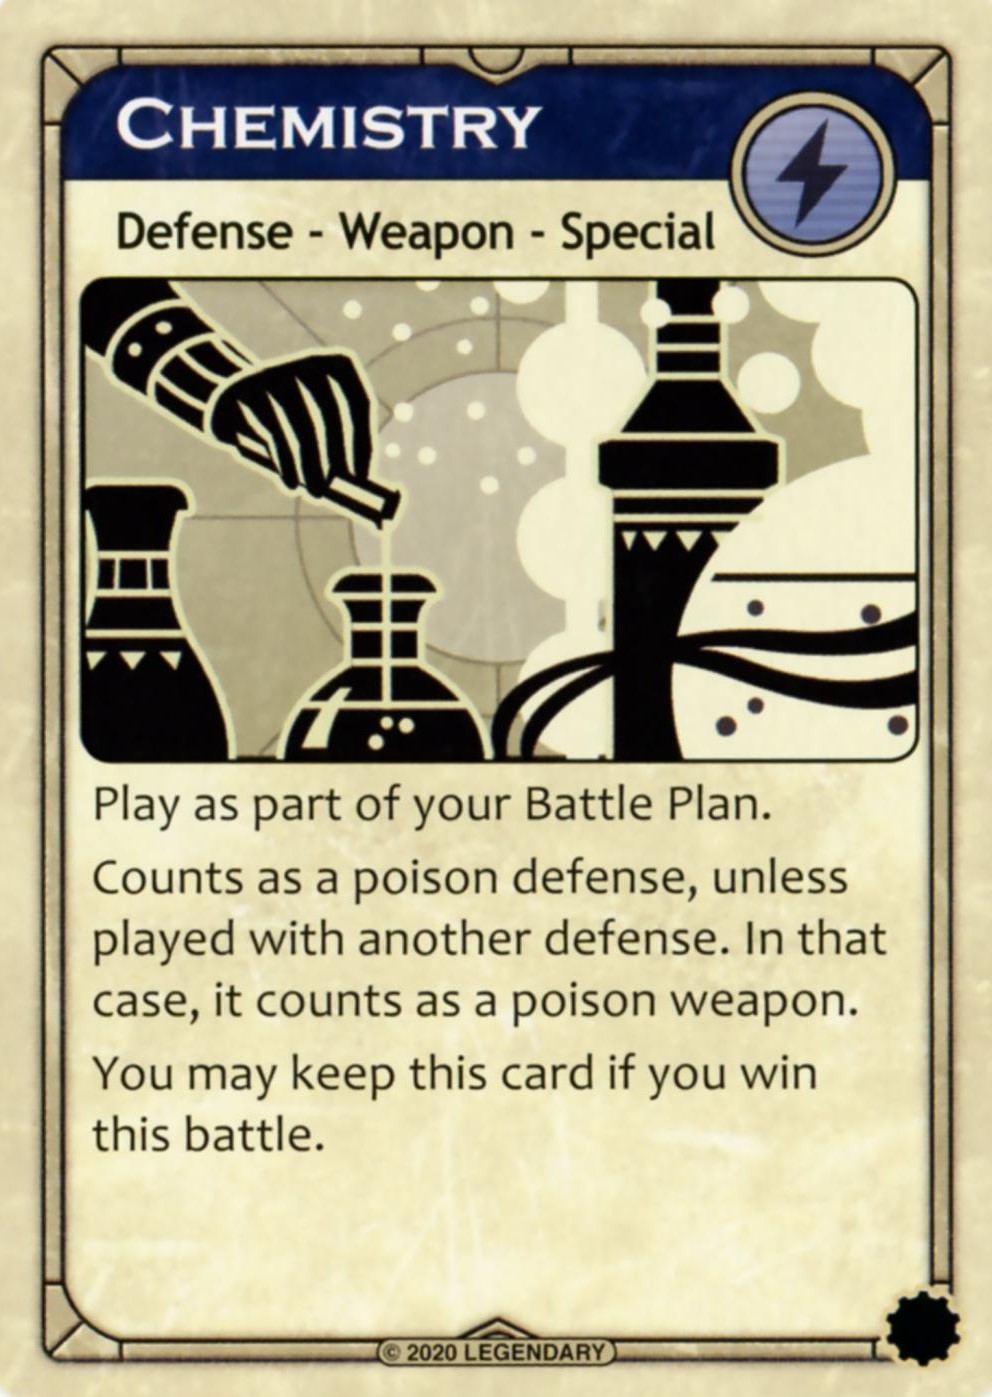 CHEMISTRY
Defense - Weapon - Special
Play as part of your Battle Plan.
Counts as a poison defense, unless
played with another defense. In that
case, it counts as a poison weapon.
You may keep this card if you win
this battle.
© 2020 LEGENDARY